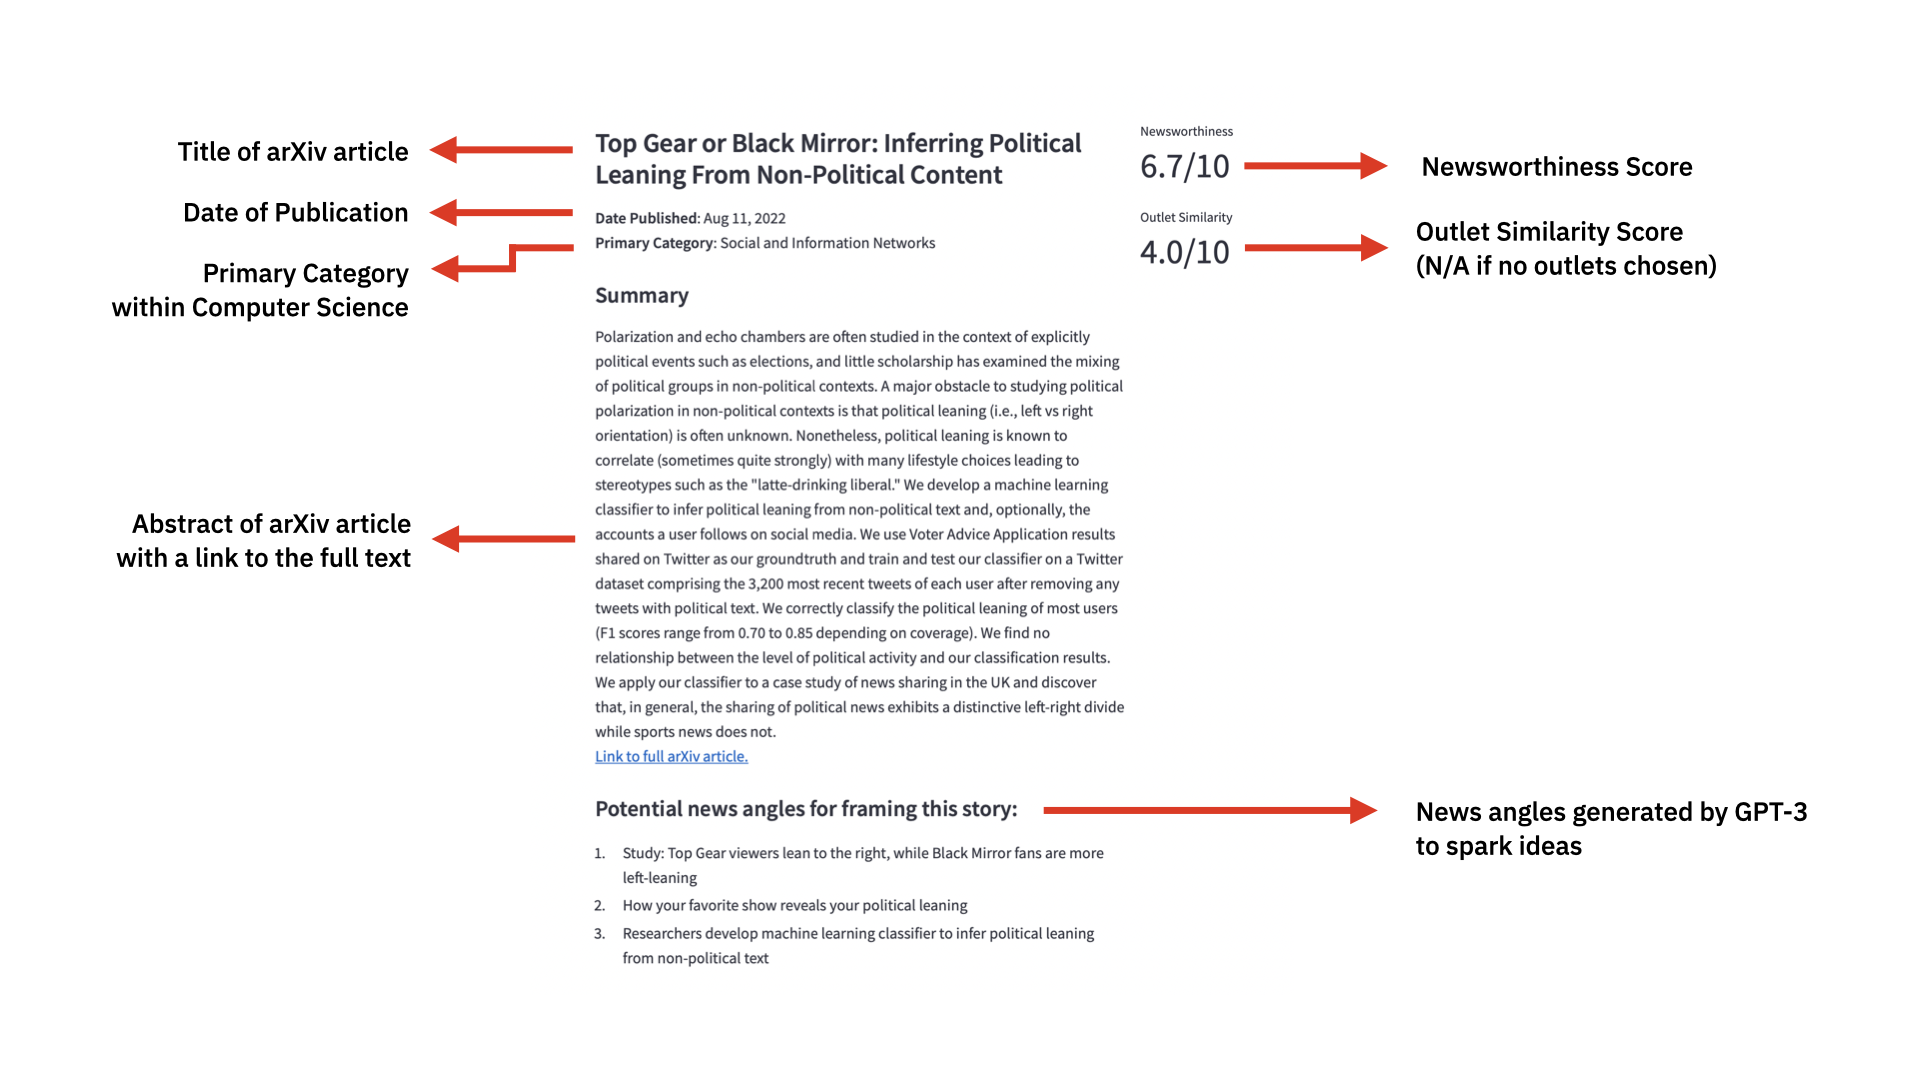 Title of arXiv article
Date of Publication
Primary Category
within Computer Science
Abstract of arXiv article
with a link to the full text
Top Gear or Black Mirror: Inferring Political
Leaning From Non-Political Content
Date Published: Aug 11, 2022
Primary Category: Social and Information Networks
Summary
Polarization and echo chambers are often studied in the context of explicitly
political events such as elections, and little scholarship has examined the mixing
of political groups in non-political contexts. A major obstacle to studying political
polarization in non-political contexts is that political leaning (i.e., left vs right
orientation) is often unknown. Nonetheless, political leaning is known to
correlate (sometimes quite strongly) with many lifestyle choices leading to
stereotypes such as the "latte-drinking liberal." We develop a machine learning
classifier to infer political leaning from non-political text and, optionally, the
accounts a user follows on social media. We use Voter Advice Application results
shared on Twitter as our groundtruth and train and test our classifier on a Twitter
dataset comprising the 3,200 most recent tweets of each user after removing any
tweets with political text. We correctly classify the political leaning of most users
(F1 scores range from 0.70 to 0.85 depending on coverage). We find no
relationship between the level of political activity and our classification results.
We apply our classifier to a case study of news sharing in the UK and discover
that, in general, the sharing of political news exhibits a distinctive left-right divide
while sports news does not.
Link to full arXiv article.
Potential news angles for framing this story:
1. Study: Top Gear viewers lean to the right, while Black Mirror fans are more
left-leaning
2. How your favorite show reveals your political leaning
3. Researchers develop machine learning classifier to infer political leaning
from non-political text
Newsworthiness
6.7/10
Outlet Similarity
4.0/10
Newsworthiness Score
Outlet Similarity Score
(N/A if no outlets chosen)
News angles generated by GPT-3
to spark ideas